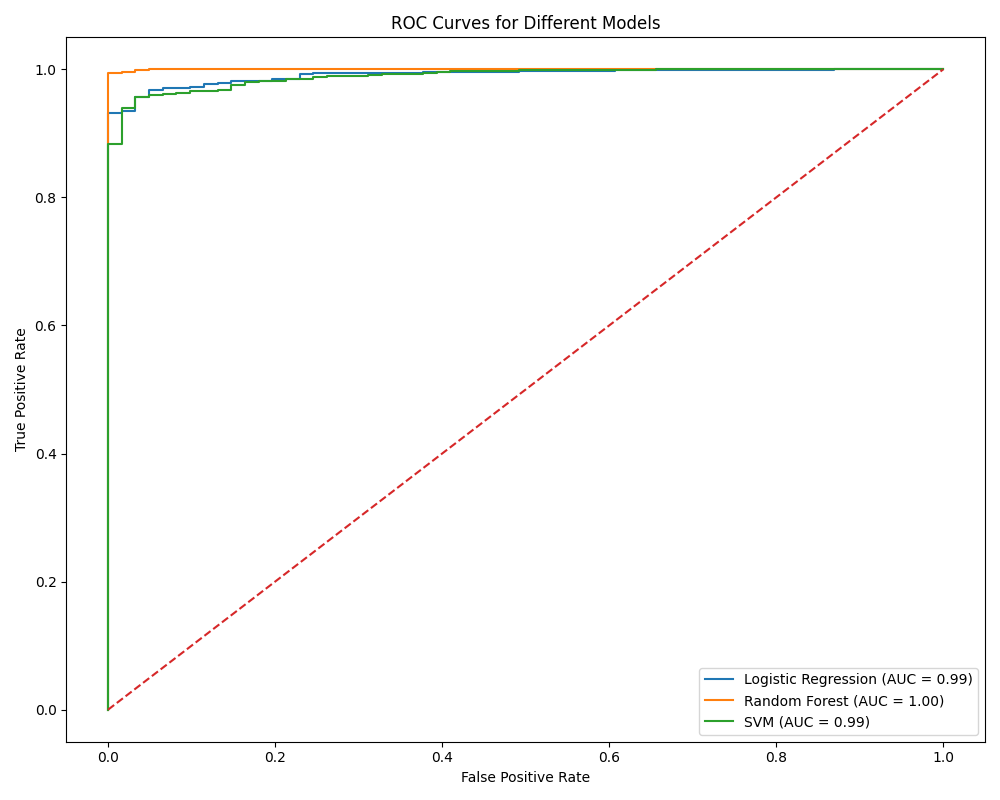 ROC Curves for Different Models
1.0
0.8
0.6
0.4
0.2
0.0
True Positive Rate
Logistic Regression (AUC = 0.99)
Random Forest (AUC = 1.00)
SVM (AUC = 0.99)
0.0 0.2 0.4 0.6 0.8 1.0
False Positive Rate